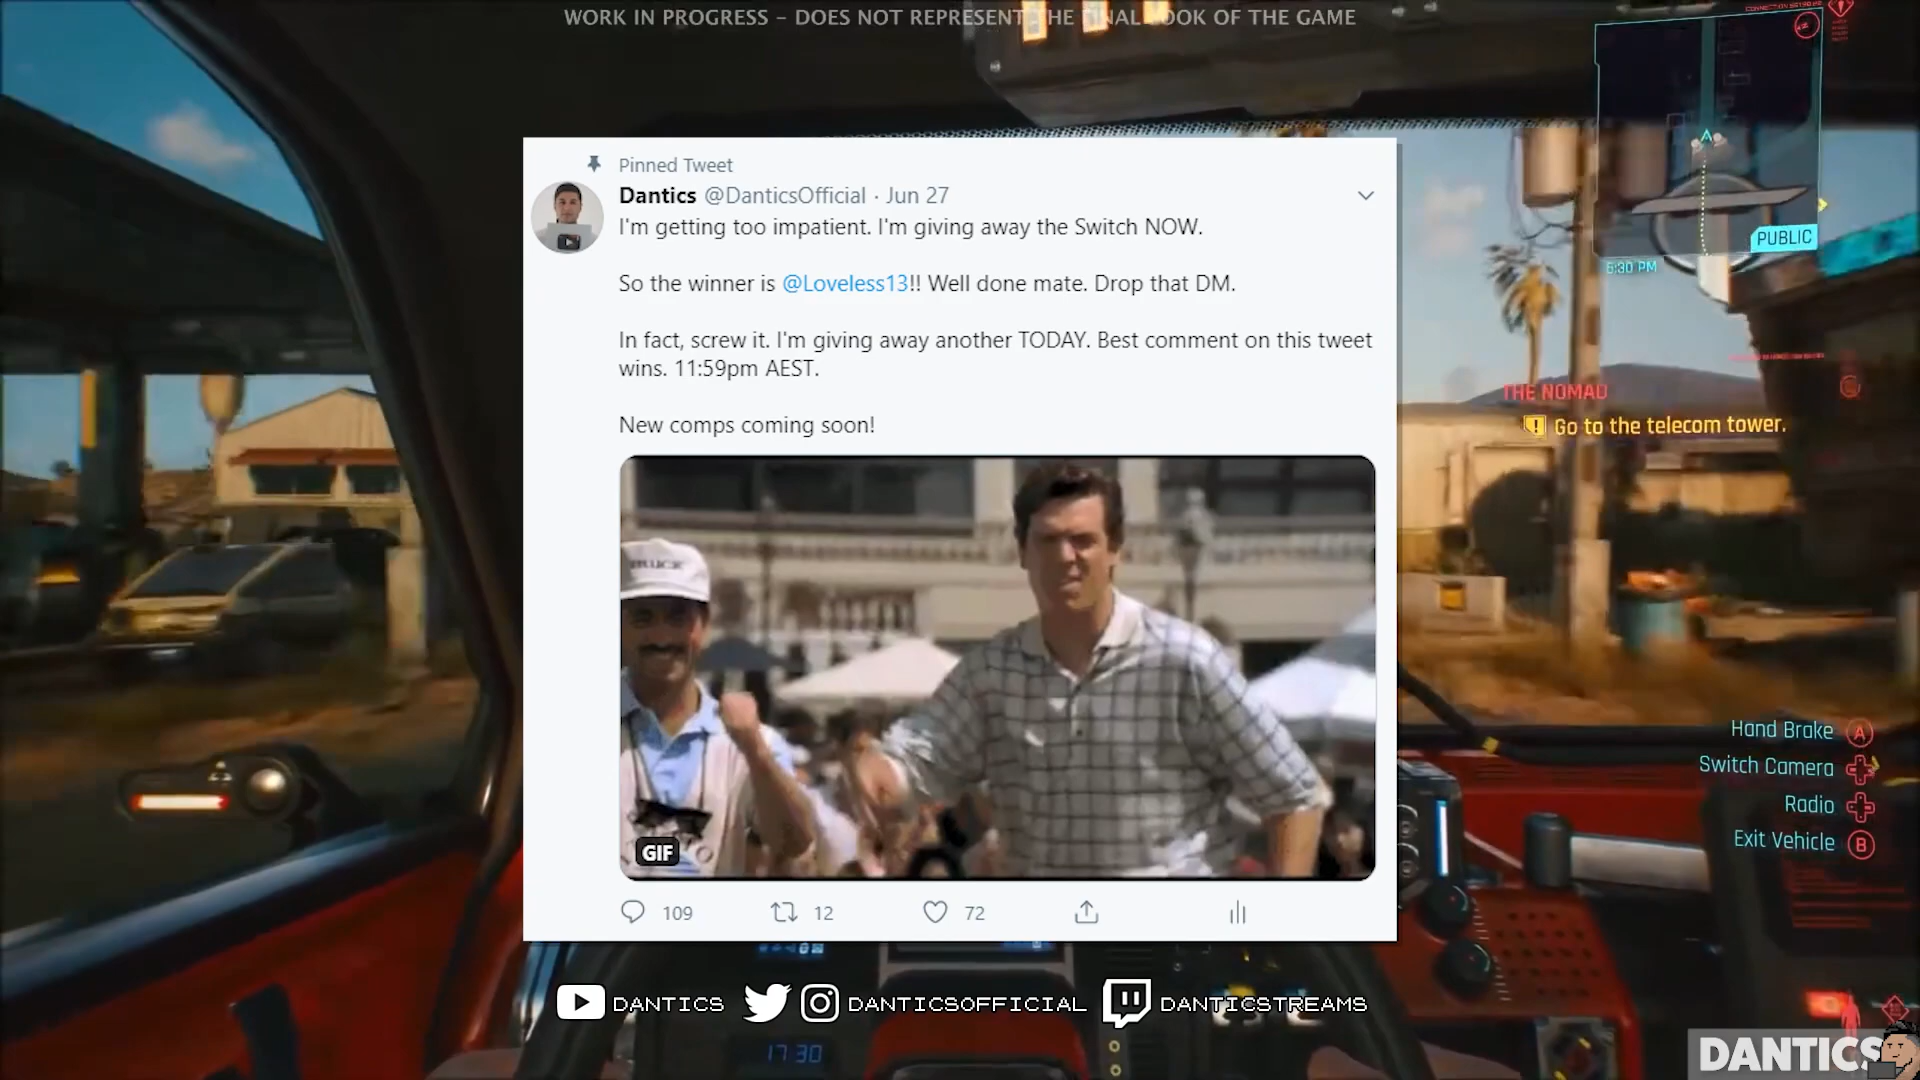 WORK IN PROGRESS - DOES NOT REPRESENT THE FINAL LOOK OF THE GAME
Pinned Tweet
Dantics @DanticsOfficial · Jun 27
I'm getting too impatient. I'm giving away the Switch NOW.
So the winner is @Loveless13!! Well done mate. Drop that DM.
In fact, screw it. I'm giving away another TODAY. Best comment on this tweet
wins. 11:59pm AEST.
New comps coming soon!
GIF
109 12 72
PUBLIC
6:30 PM
THE NOMAD
Go to the telecom tower.
Hand Brake A
Switch Camera
Radio
Exit Vehicle B
DANTICS DANTICSOFFICIAL DANTICSTREAMS
17 30
DANTICS